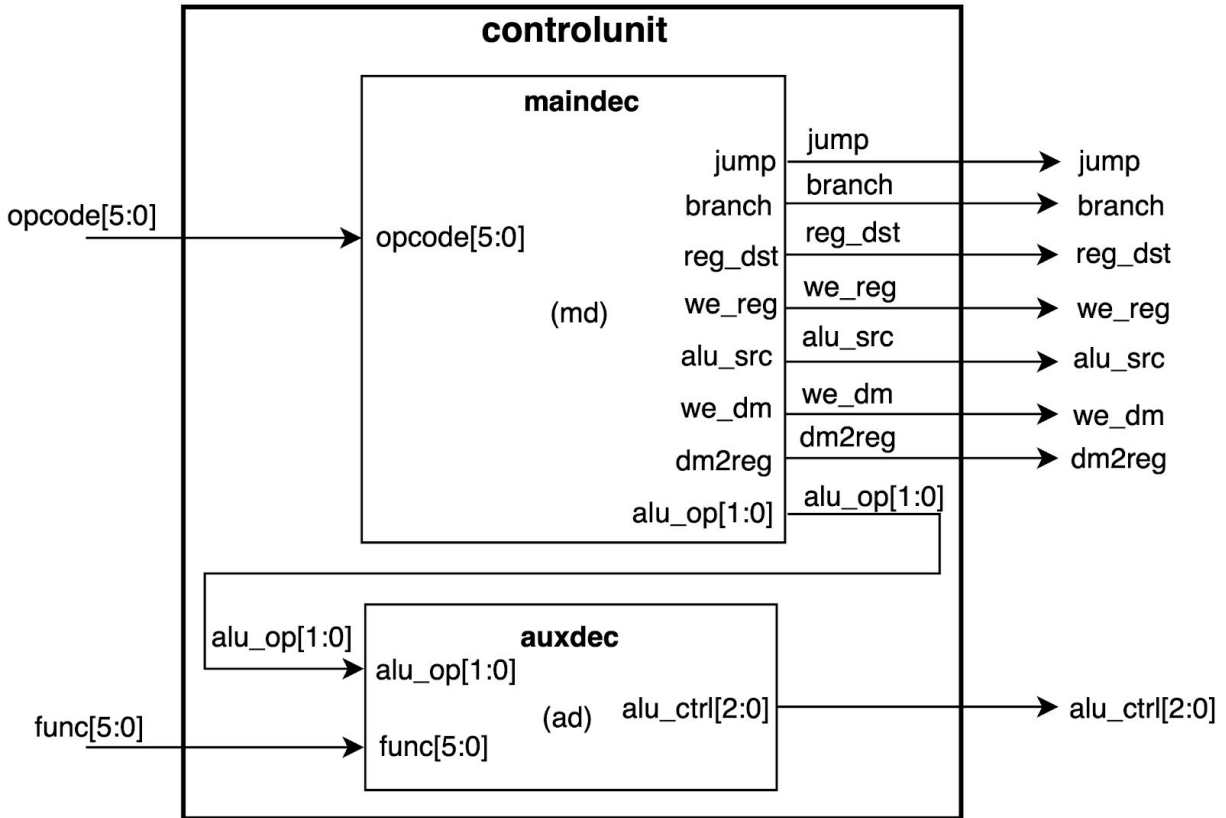 controlunit
maindec
opcode[5:0]
opcode[5:0]
(md)
jump
jump
jump
branch
branch
branch
reg_dst
reg_dst
reg_dst
we_reg
we_reg
we_reg
alu_src
alu_src
alu_src
we_dm
we_dm
we_dm
dm2reg
dm2reg
dm2reg
alu_op[1:0]
alu_op[1:0]
auxdec
alu_op[1:0]
alu_op[1:0]
(ad)
alu_ctrl[2:0]
alu_ctrl[2:0]
func[5:0]
func[5:0]